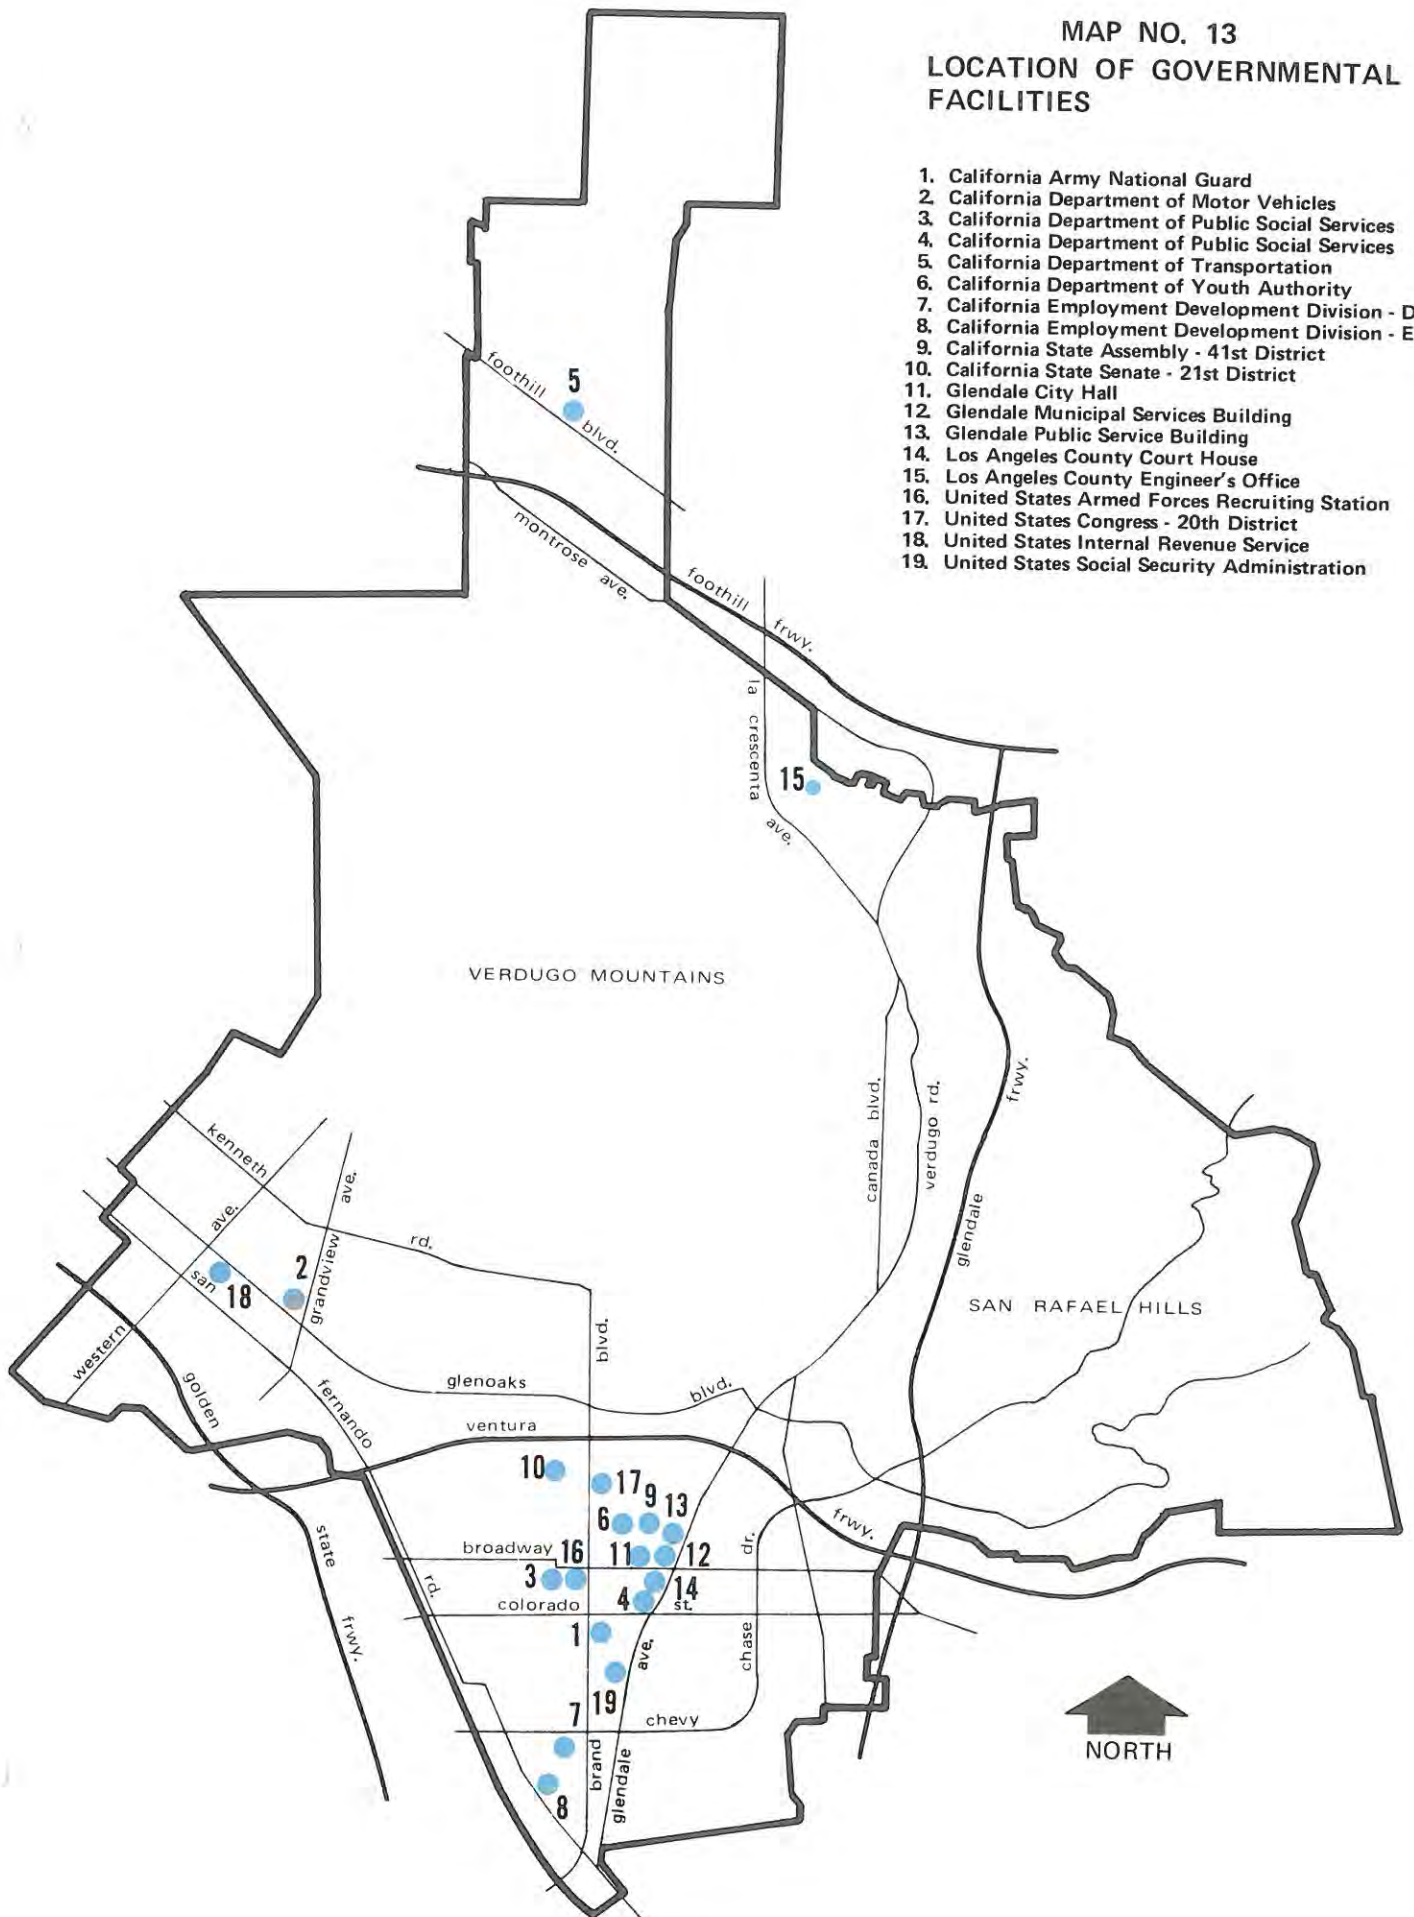 MAP NO. 13
LOCATION OF GOVERNMENTAL
FACILITIES
1. California Army National Guard
2. California Department of Motor Vehicles
3. California Department of Public Social Services
4. California Department of Public Social Services
5. California Department of Transportation
6. California Department of Youth Authority
7. California Employment Development Division - D
8. California Employment Development Division - E
9. California State Assembly - 41st District
10. California State Senate - 21st District
11. Glendale City Hall
12. Glendale Municipal Services Building
13. Glendale Public Service Building
14. Los Angeles County Court House
15. Los Angeles County Engineer's Office
16. United States Armed Forces Recruiting Station
17. United States Congress - 20th District
18. United States Internal Revenue Service
19. United States Social Security Administration
foothill
5
blvd.
montrose ave.
foothill
frwy.
la crescenta
ave.
15
VERDUGO MOUNTAINS
canada blvd.
verdugo rd.
frwy.
glendale
kenneth
rd.
ave.
western
grandview
ave.
san
18
2
SAN RAFAEL HILLS
blvd.
glenoaks
blvd.
golden
fernando
ventura
10
17
9
13
6
state
frwy.
broadway
16
11
12
dr.
frwy.
3
14
rd.
colorado
4
st.
1
ave.
chase
19
7
chevy
brand
glendale
8
NORTH